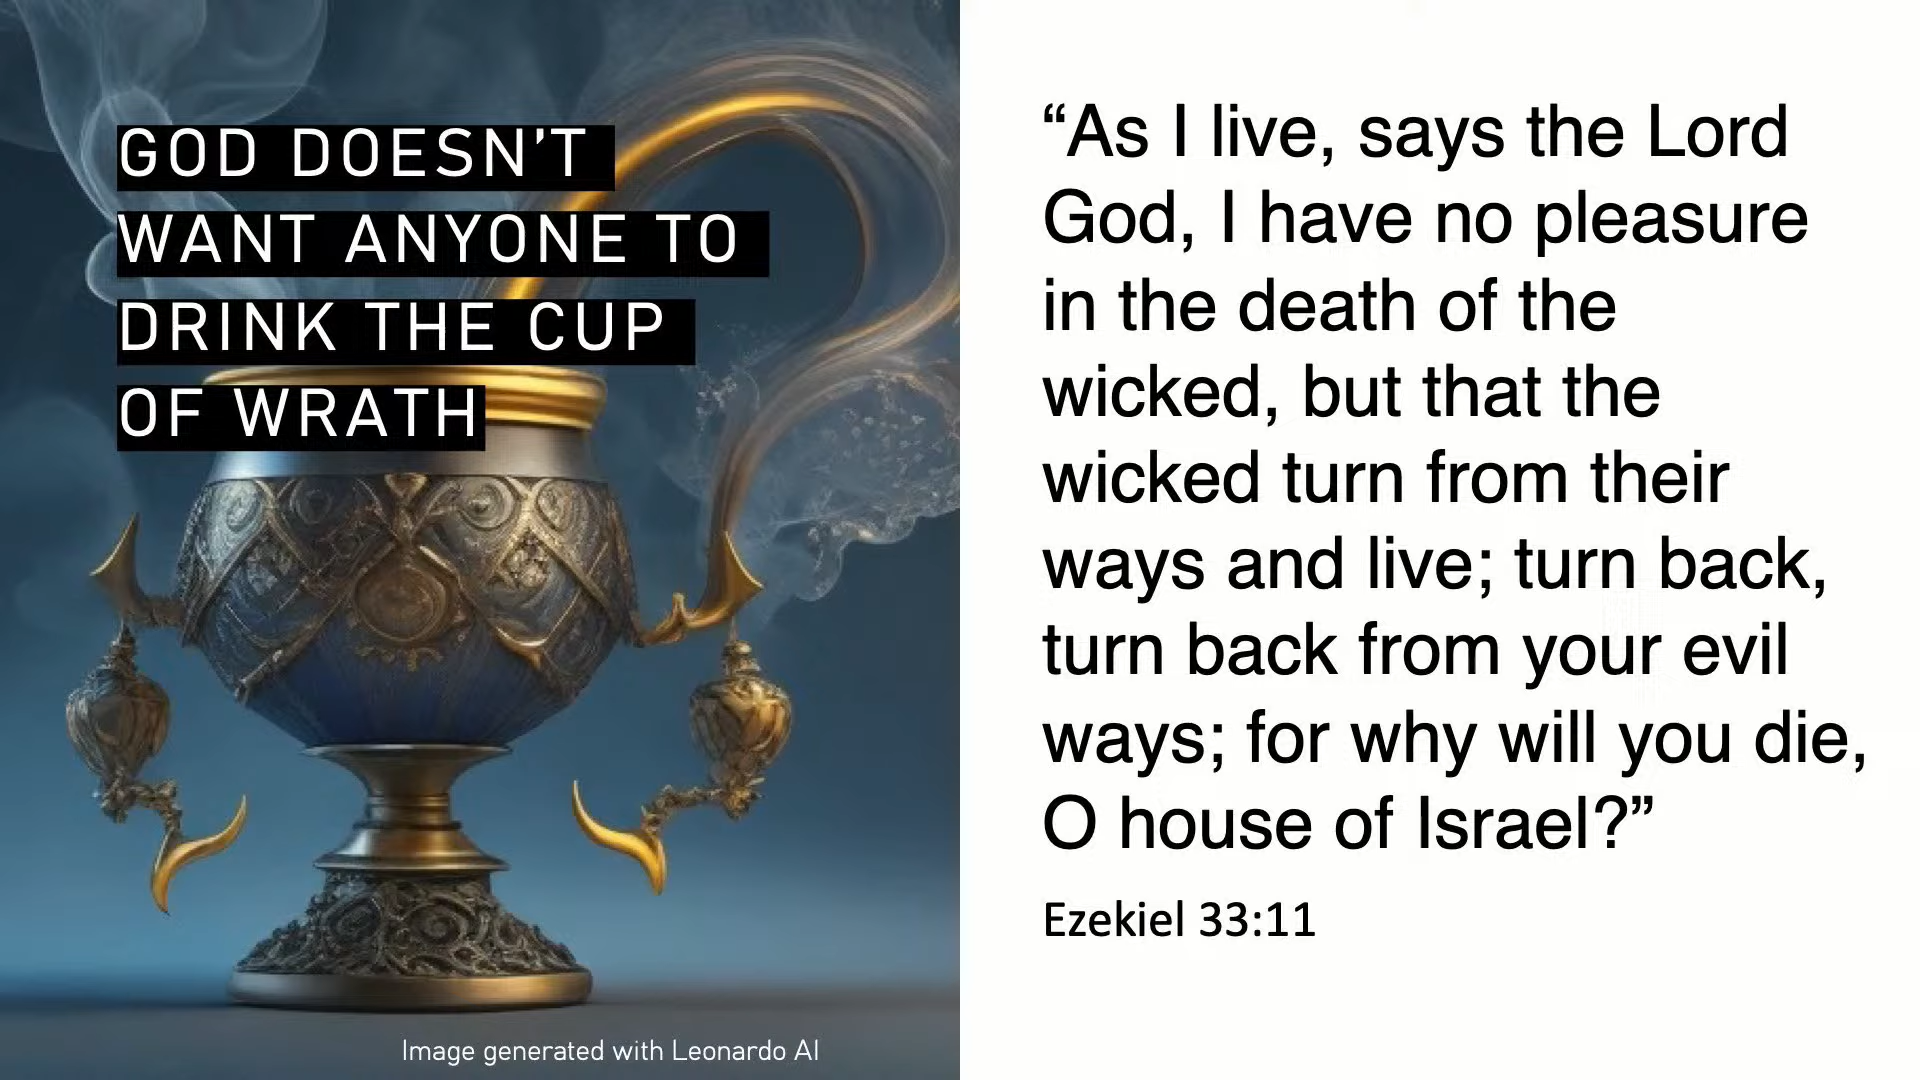 GOD DOESN’T
WANT ANYONE TO
DRINK THE CUP
OF WRATH
Image generated with Leonardo AI
“As I live, says the Lord
God, I have no pleasure
in the death of the
wicked, but that the
wicked turn from their
ways and live; turn back,
turn back from your evil
ways; for why will you die,
O house of Israel?”
Ezekiel 33:11